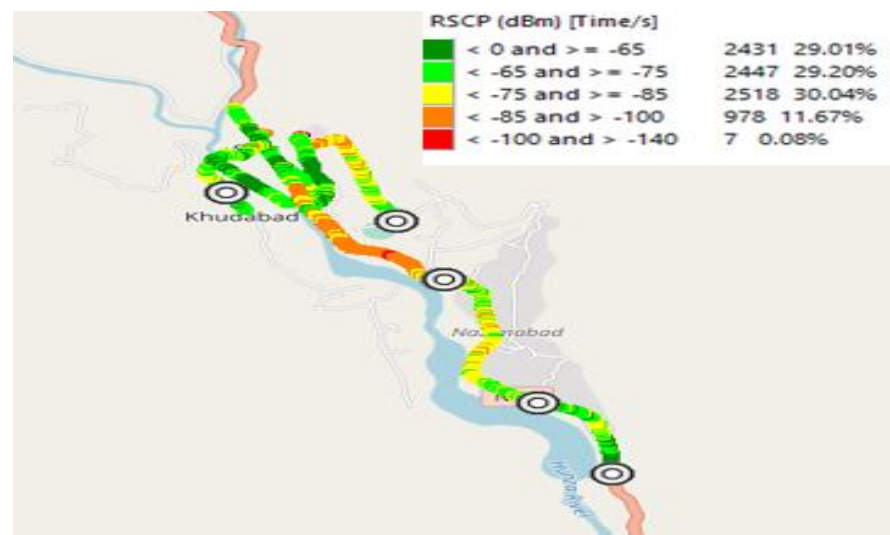 RSCP (dBm) [Time/s]
< 0 and >= -65 2431 29.01%
< -65 and >= -75 2447 29.20%
< -75 and >= -85 2518 30.04%
< -85 and > -100 978 11.67%
< -100 and > -140 7 0.08%
Khudabad